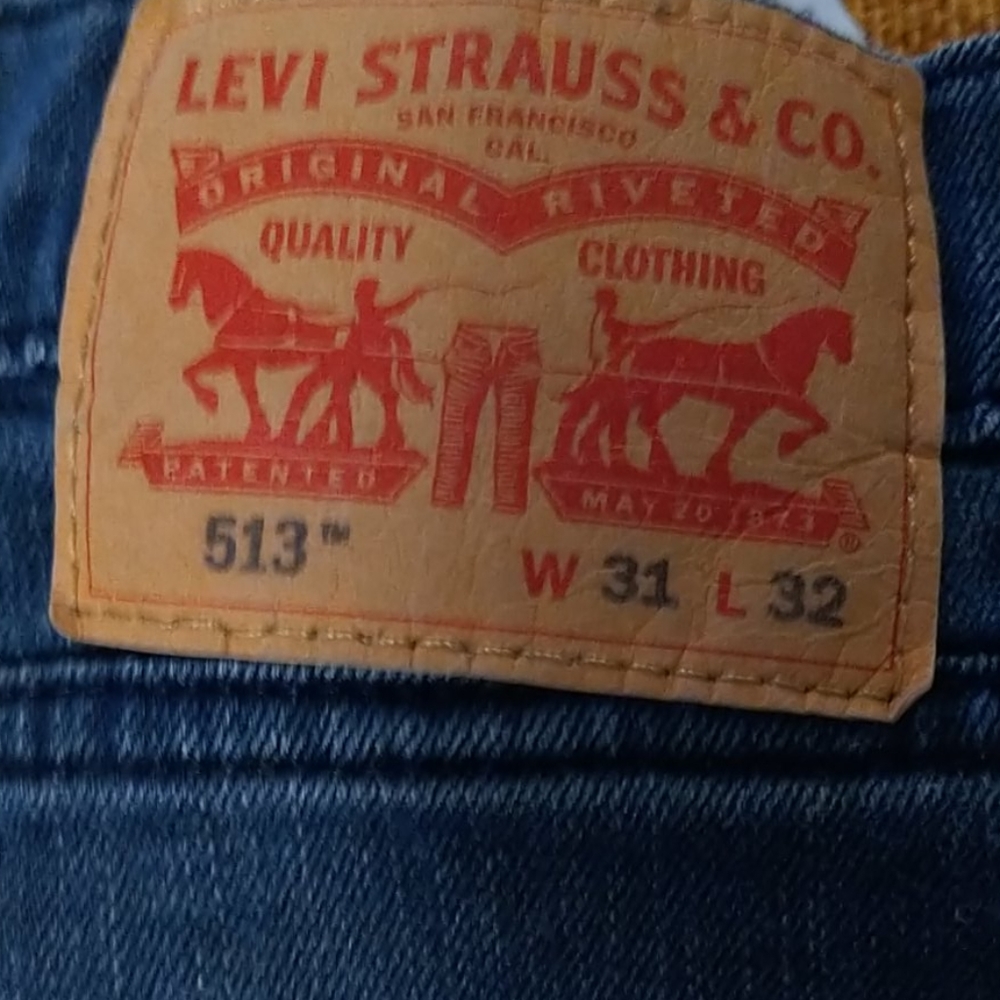 LEVI STRAUSS & CO.
SAN FRANCISCO
CAL.
ORIGINAL RIVETED
QUALITY CLOTHING
PATENTED MAY 20 1873
®
513™ W 31 L 32